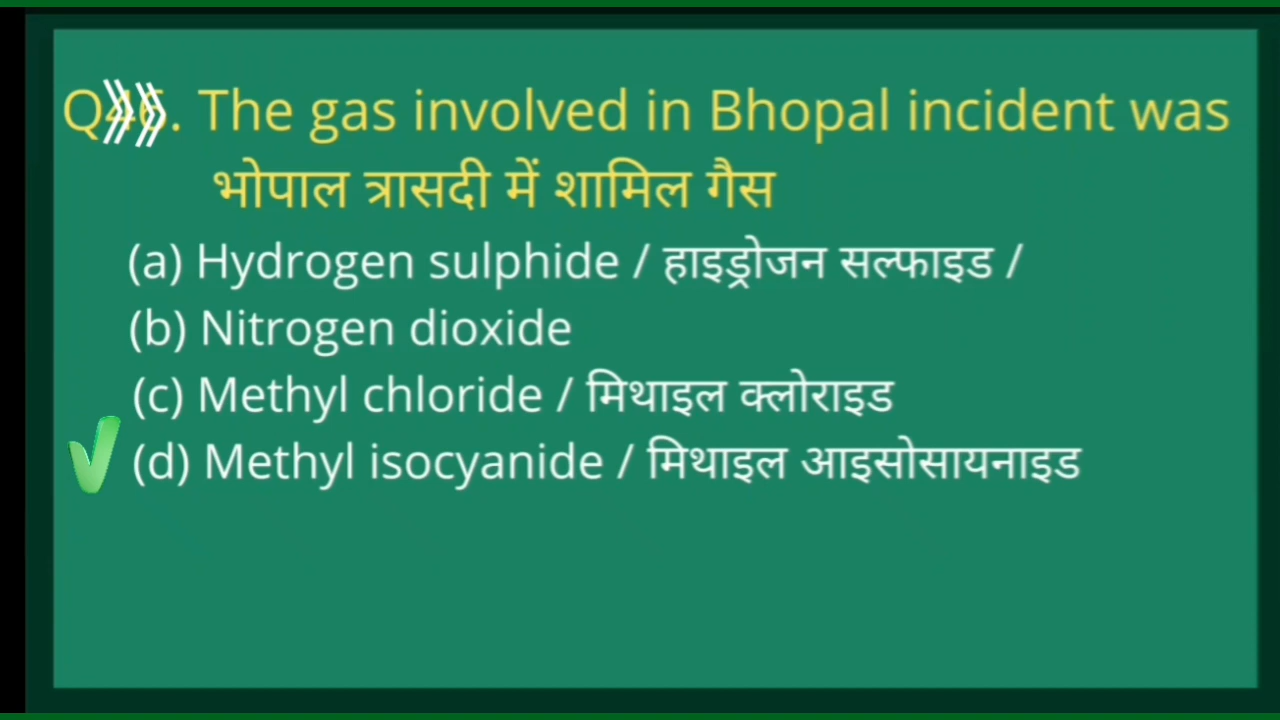 Q46. The gas involved in Bhopal incident was
भोपाल त्रासदी में शामिल गैस
(a) Hydrogen sulphide / हाइड्रोजन सल्फाइड /
(b) Nitrogen dioxide
(c) Methyl chloride / मिथाइल क्लोराइड
(d) Methyl isocyanide / मिथाइल आइसोसायनाइड